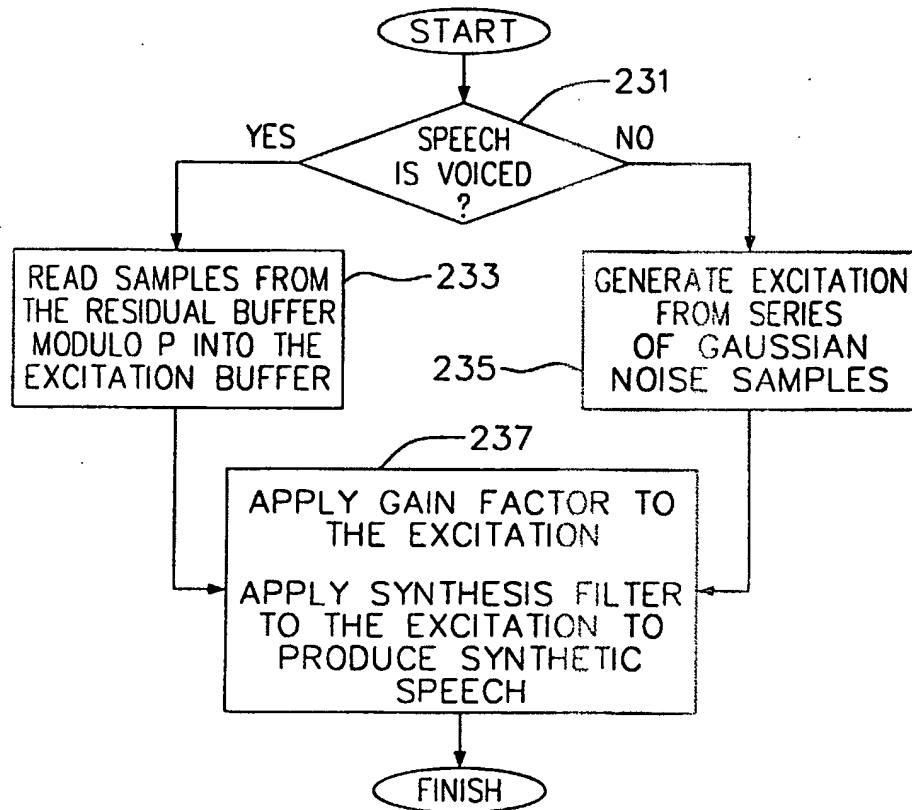 START
231
YES
SPEECH
IS VOICED
?
NO
READ SAMPLES FROM
THE RESIDUAL BUFFER
MODULO P INTO THE
EXCITATION BUFFER
233
GENERATE EXCITATION
FROM SERIES
OF GAUSSIAN
NOISE SAMPLES
235
237
APPLY GAIN FACTOR TO
THE EXCITATION
APPLY SYNTHESIS FILTER
TO THE EXCITATION TO
PRODUCE SYNTHETIC
SPEECH
FINISH